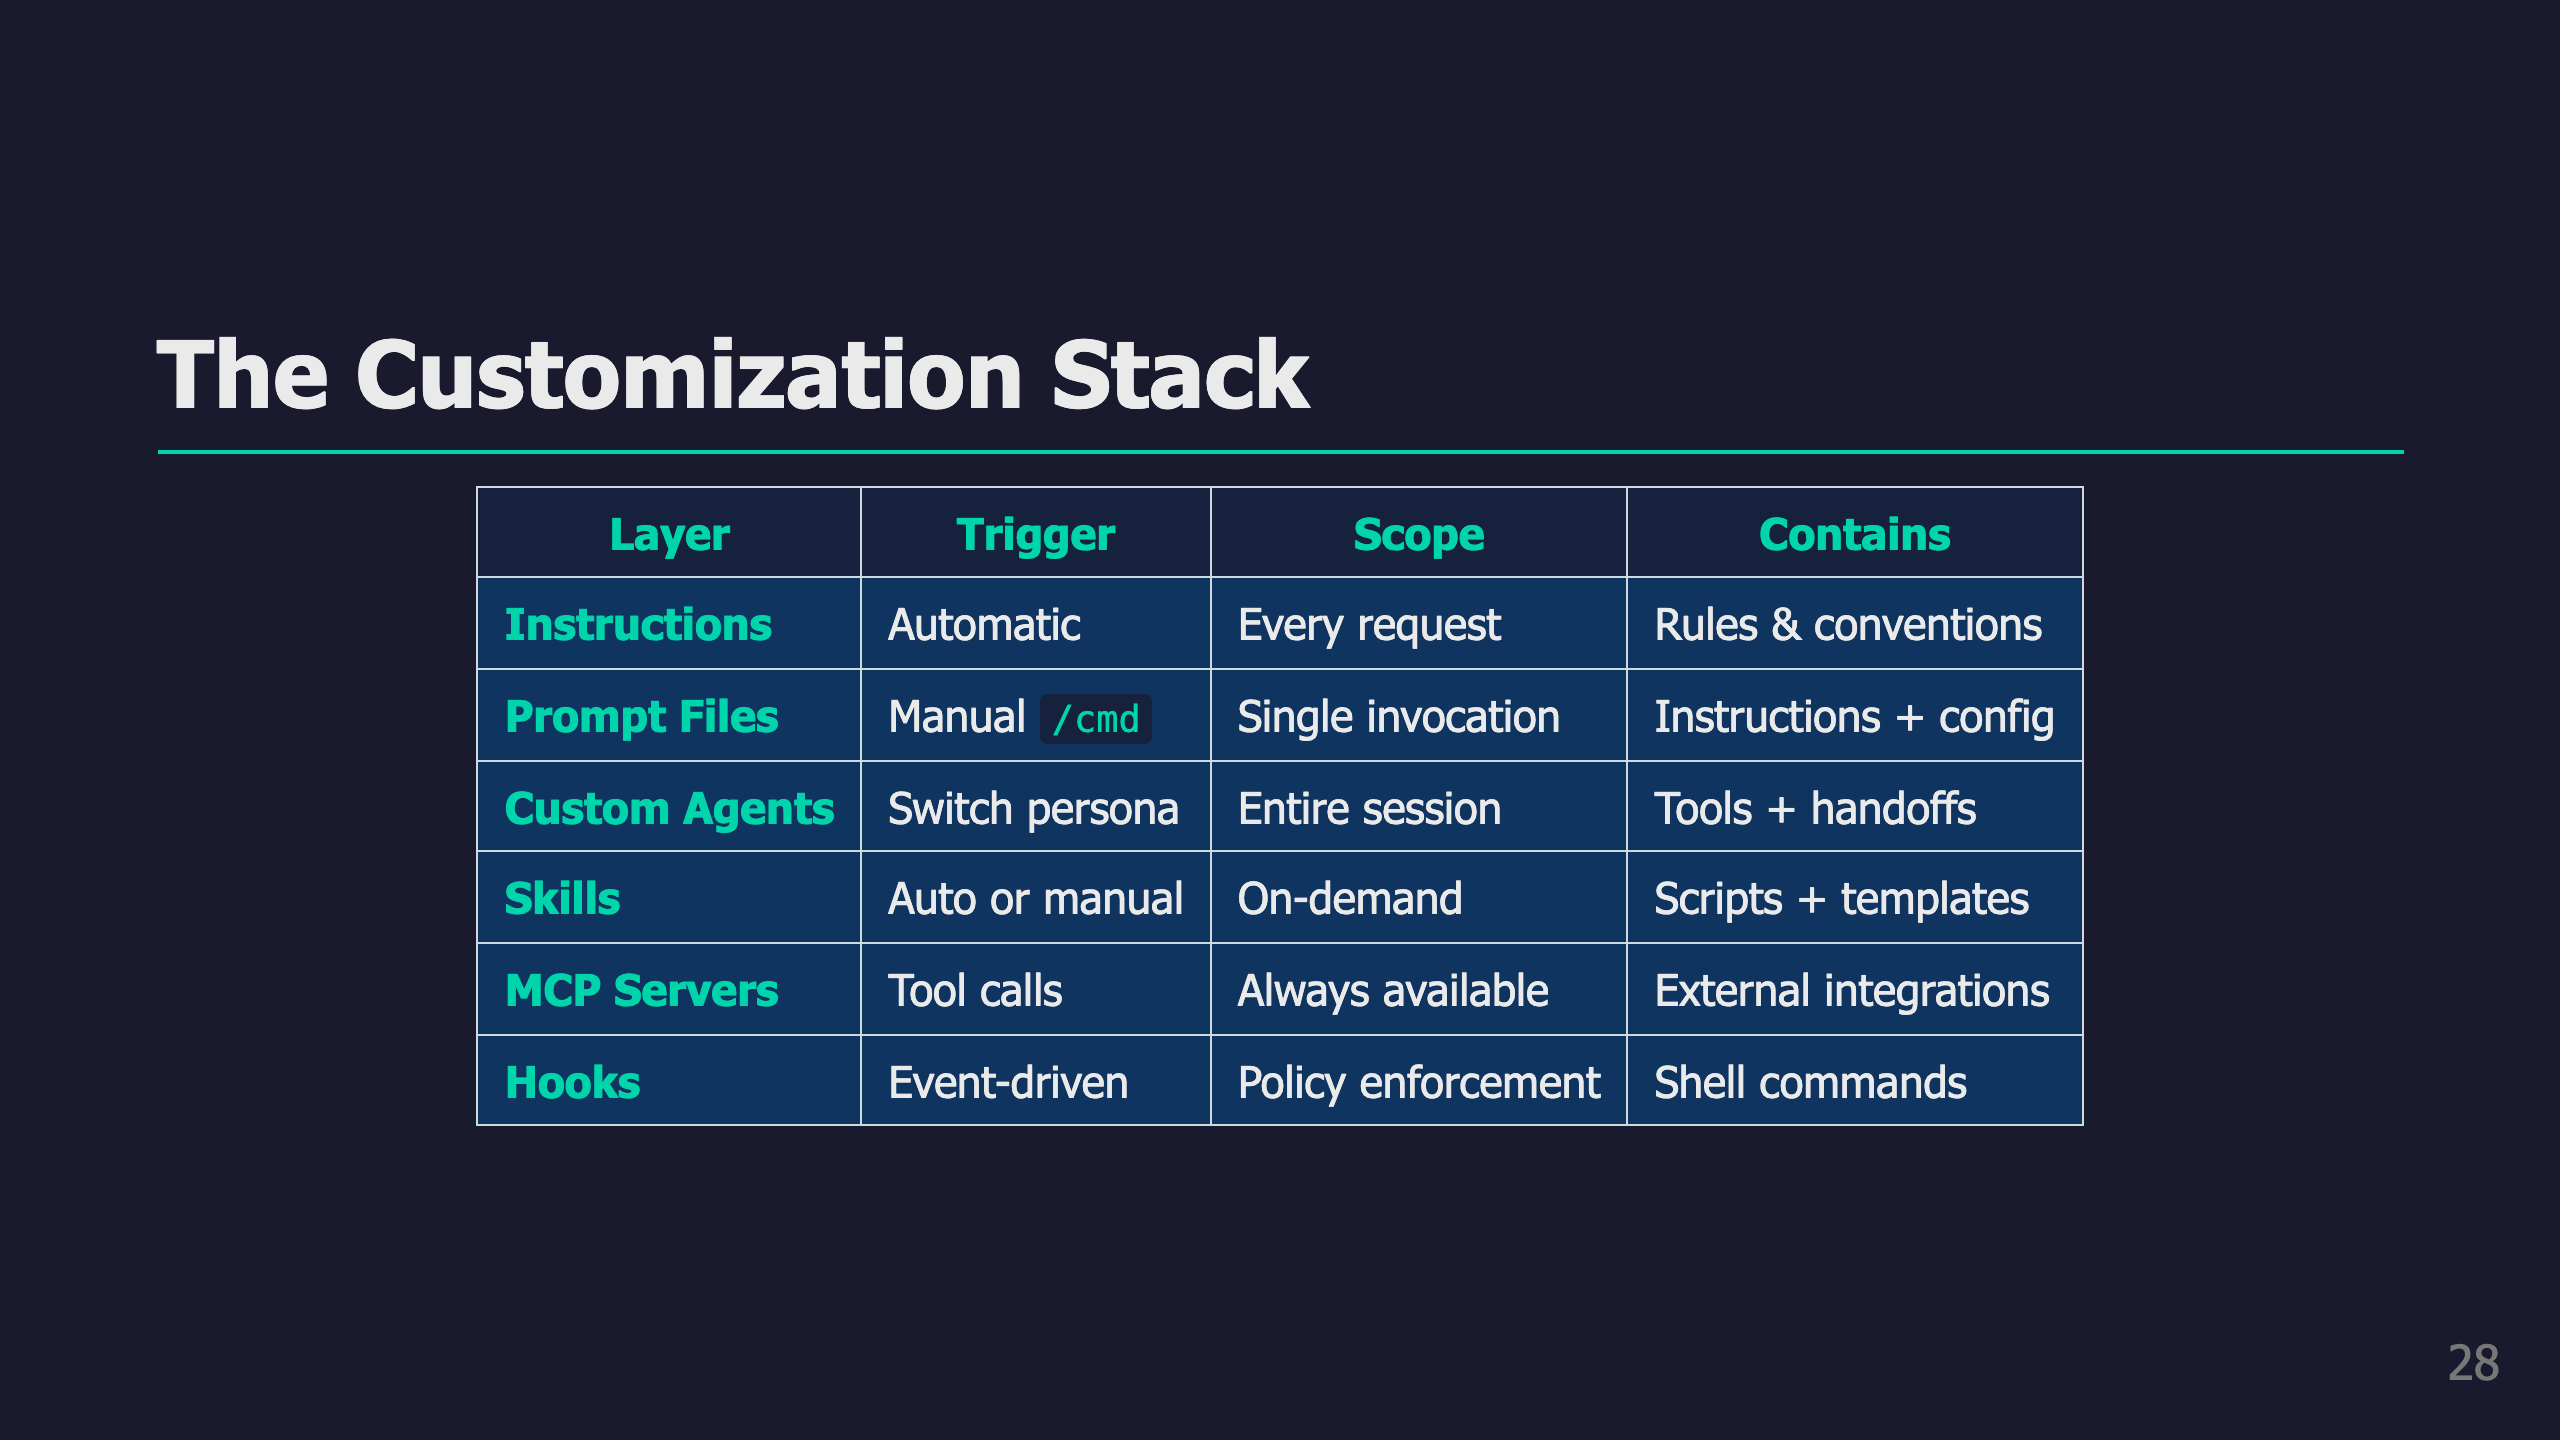 The Customization Stack
Layer Trigger Scope Contains
Instructions Automatic Every request Rules & conventions
Prompt Files Manual /cmd Single invocation Instructions + config
Custom Agents Switch persona Entire session Tools + handoffs
Skills Auto or manual On-demand Scripts + templates
MCP Servers Tool calls Always available External integrations
Hooks Event-driven Policy enforcement Shell commands
28